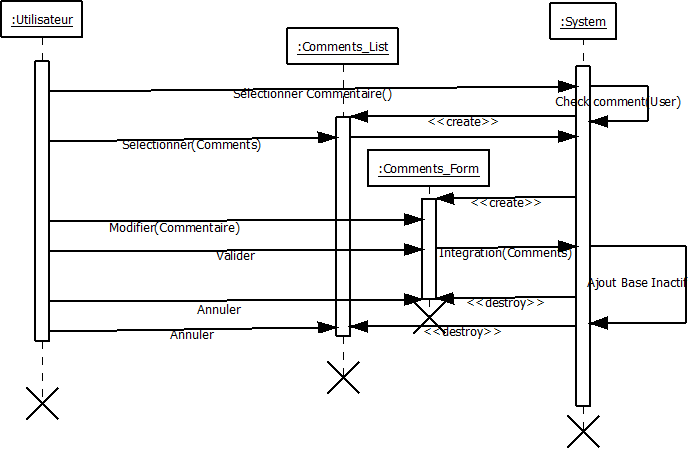 :Utilisateur
:System
:Comments_List
Sélectionner Commentaire()
Check comment(User)
<<create>>
Sélectionner(Comments)
:Comments_Form
<<create>>
Modifier(Commentaire)
Valider
Intégration(Comments)
Ajout Base Inactif
<<destroy>>
Annuler
<<destroy>>
Annuler